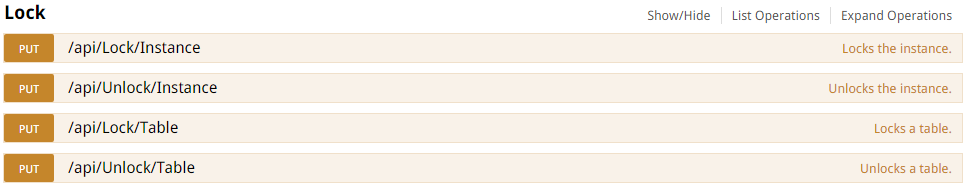 Lock
Show/Hide List Operations Expand Operations
PUT /api/Lock/Instance Locks the instance.
PUT /api/Unlock/Instance Unlocks the instance.
PUT /api/Lock/Table Locks a table.
PUT /api/Unlock/Table Unlocks a table.